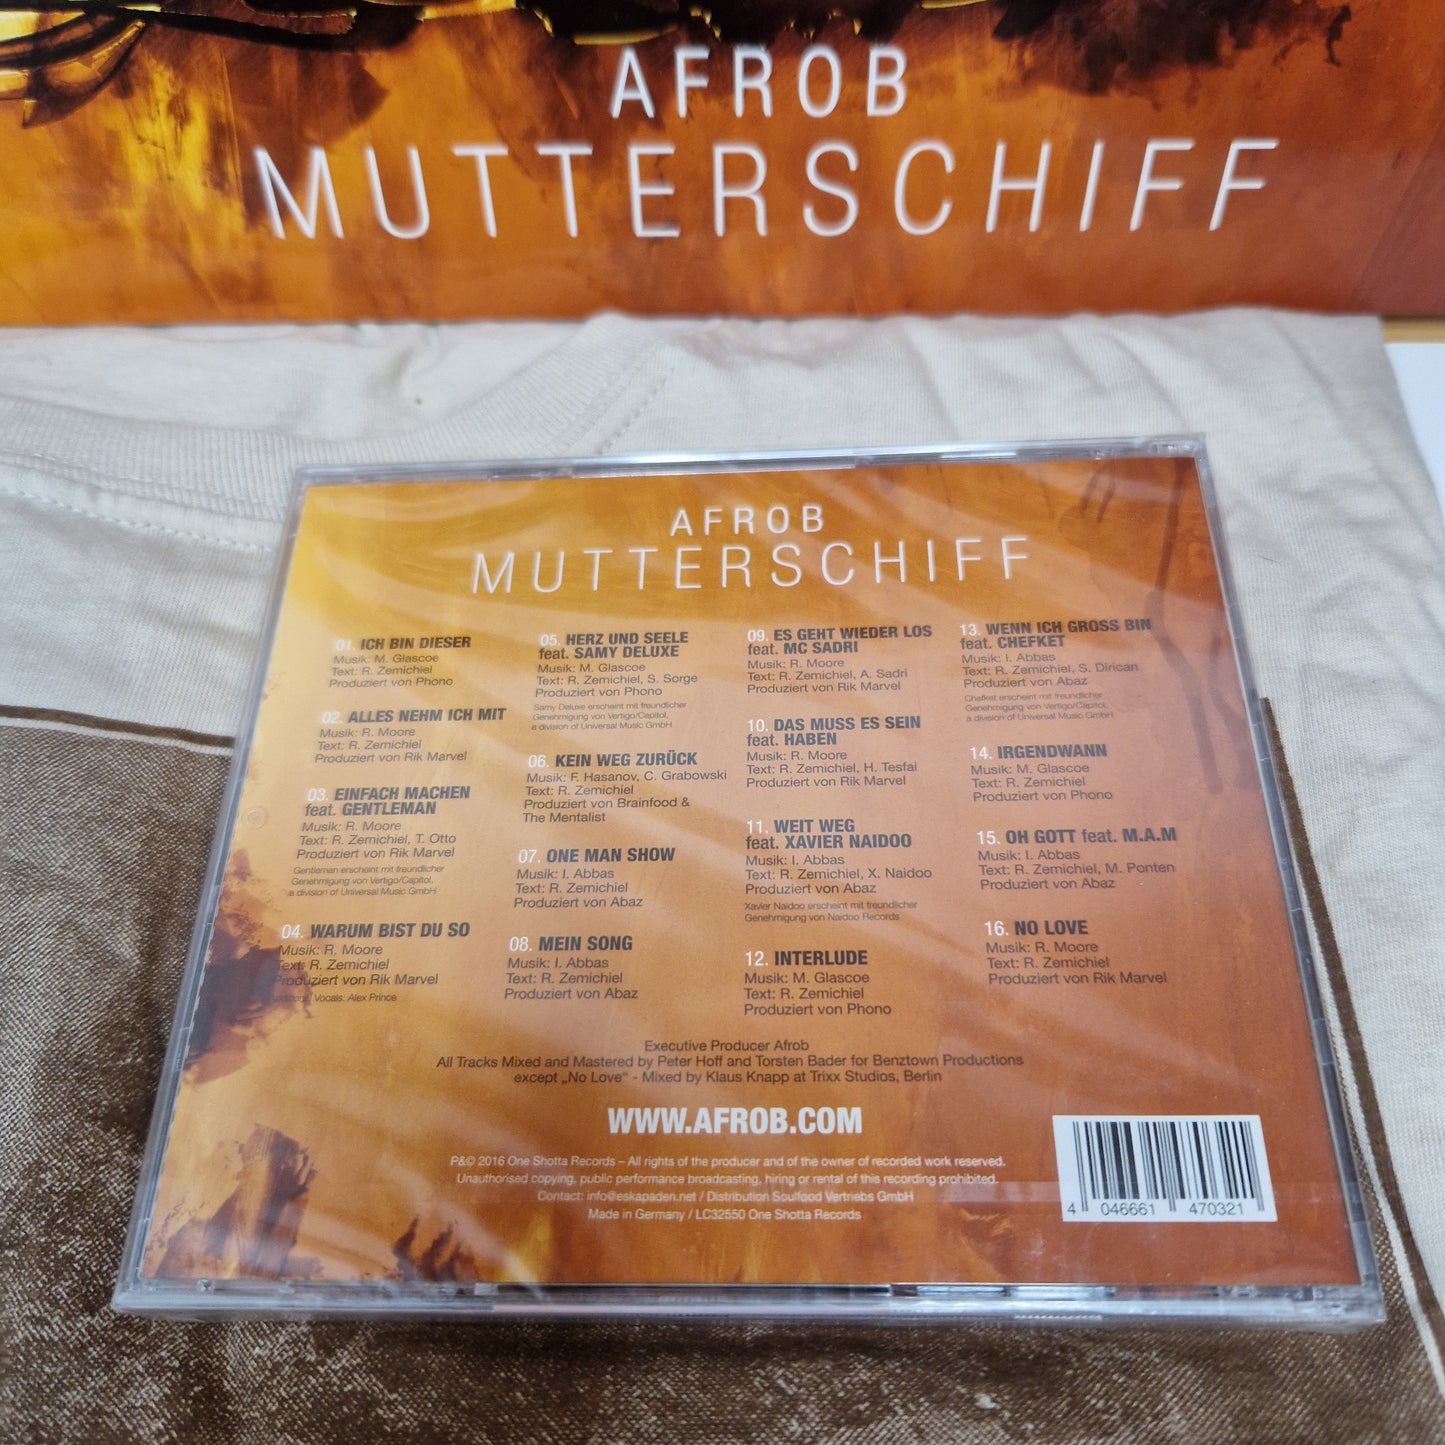 AFROB
MUTTERSCHIFF
AFROB
MUTTERSCHIFF
01. ICH BIN DIESER
Musik: M. Glascoe
Text: R. Zemichiel
Produziert von Phono
02. ALLES NEHM ICH MIT
Musik: R. Moore
Text: R. Zemichiel
Produziert von Rik Marvel
03. EINFACH MACHEN
feat. GENTLEMAN
Musik: R. Moore
Text: R. Zemichiel, T. Otto
Produziert von Rik Marvel
Gentleman erscheint mit freundlicher
Genehmigung von Vertigo/Capitol,
a division of Universal Music GmbH
04. WARUM BIST DU SO
Musik: R. Moore
Text: R. Zemichiel
Produziert von Rik Marvel
Vocals: Alex Prince
05. HERZ UND SEELE
feat. SAMY DELUXE
Musik: M. Glascoe
Text: R. Zemichiel, S. Sorge
Produziert von Phono
Samy Deluxe erscheint mit freundlicher
Genehmigung von Vertigo/Capitol,
a division of Universal Music GmbH
06. KEIN WEG ZURÜCK
Musik: F. Hasanov, C. Grabowski
Text: R. Zemichiel
Produziert von Brainfood &
The Mentalist
07. ONE MAN SHOW
Musik: I. Abbas
Text: R. Zemichiel
Produziert von Abaz
08. MEIN SONG
Musik: I. Abbas
Text: R. Zemichiel
Produziert von Abaz
09. ES GEHT WIEDER LOS
feat. MC SADRI
Musik: R. Moore
Text: R. Zemichiel, A. Sadri
Produziert von Rik Marvel
10. DAS MUSS ES SEIN
feat. HABEN
Musik: R. Moore
Text: R. Zemichiel, H. Tesfai
Produziert von Rik Marvel
11. WEIT WEG
feat. XAVIER NAIDOO
Musik: I. Abbas
Text: R. Zemichiel, X. Naidoo
Produziert von Abaz
Xavier Naidoo erscheint mit freundlicher
Genehmigung von Naidoo Records
12. INTERLUDE
Musik: M. Glascoe
Text: R. Zemichiel
Produziert von Phono
13. WENN ICH GROSS BIN
feat. CHEFKET
Musik: I. Abbas
Text: R. Zemichiel, S. Dirican
Produziert von Abaz
Chefket erscheint mit freundlicher
Genehmigung von Vertigo/Capitol,
a division of Universal Music GmbH
14. IRGENDWANN
Musik: M. Glascoe
Text: R. Zemichiel
Produziert von Phono
15. OH GOTT feat. M.A.M
Musik: I. Abbas
Text: R. Zemichiel, M. Ponten
Produziert von Abaz
16. NO LOVE
Musik: R. Moore
Text: R. Zemichiel
Produziert von Rik Marvel
Executive Producer Afrob
All Tracks Mixed and Mastered by Peter Hoff and Torsten Bader for Benztown Productions
except „No Love“ - Mixed by Klaus Knapp at Trixx Studios, Berlin
WWW.AFROB.COM
P&© 2016 One Shotta Records – All rights of the producer and of the owner of recorded work reserved.
Unauthorised copying, public performance broadcasting, hiring or rental of this recording prohibited.
Contact: info@eskapaden.net / Distribution Soulfood Vertriebs GmbH
Made in Germany / LC32550 One Shotta Records
4 046661 470321